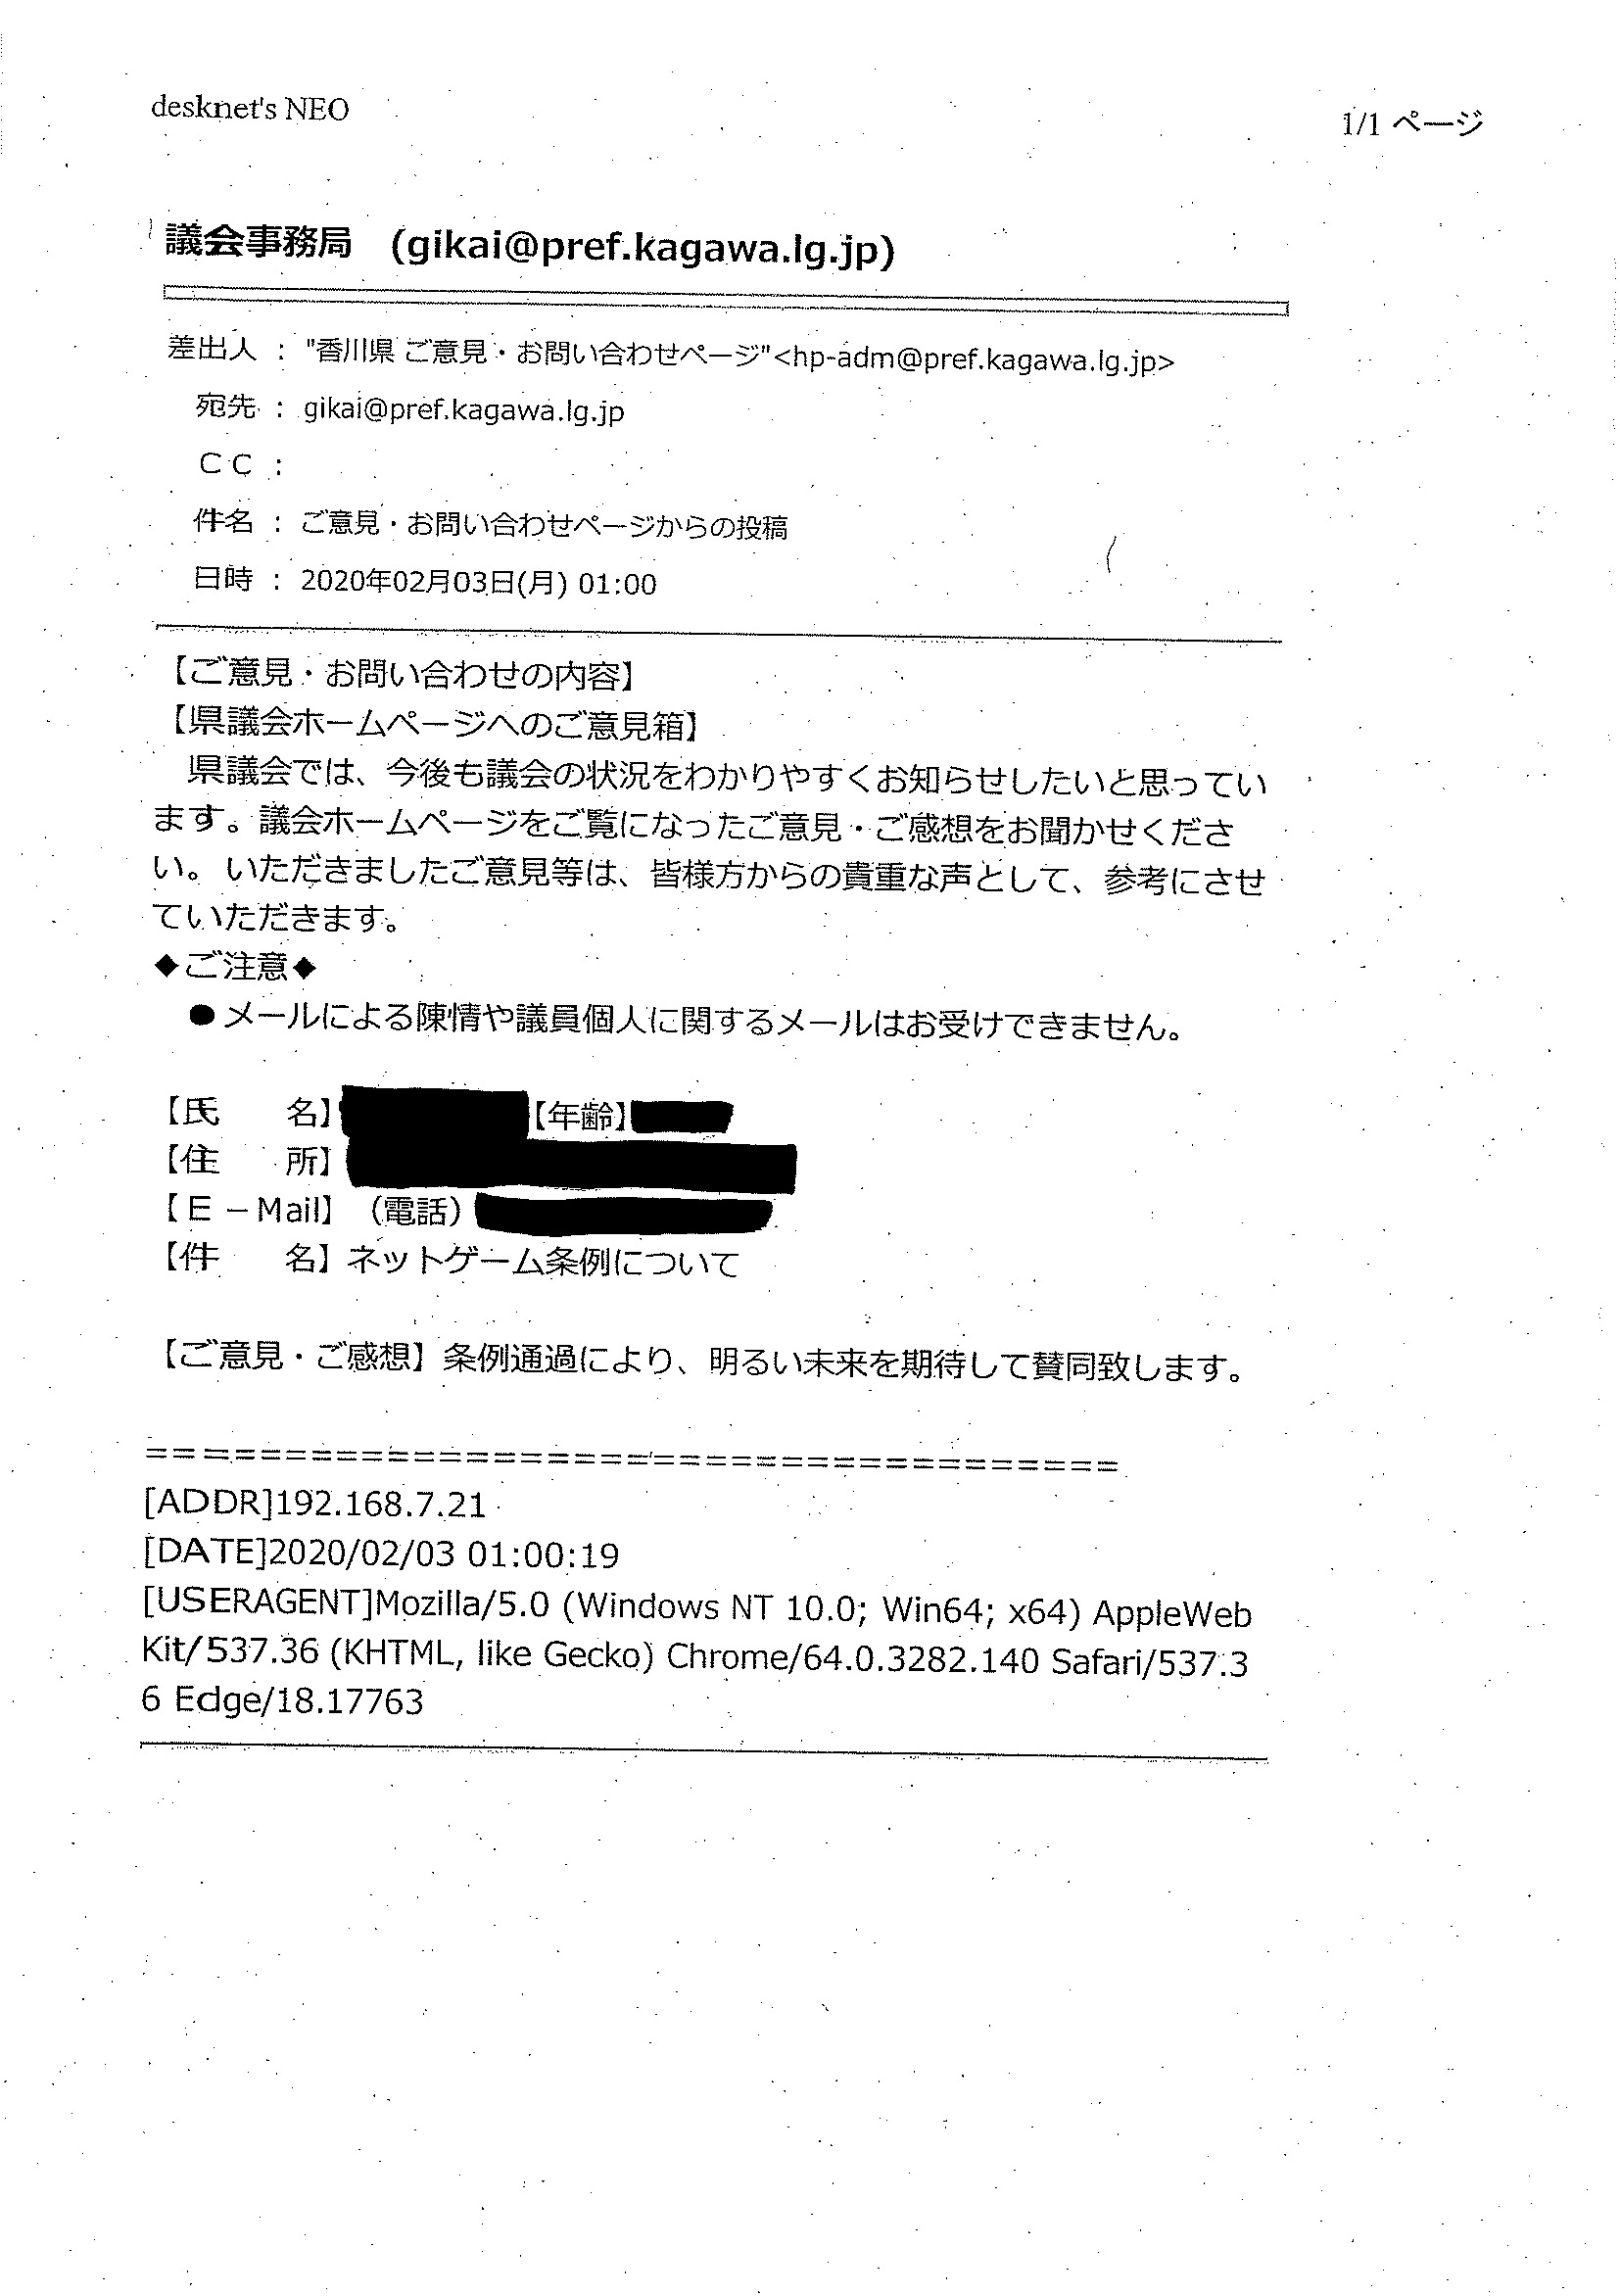 desknet's NEO
1/1 ページ
議会事務局　(gikai@pref.kagawa.lg.jp)
差出人 : "香川県 ご意見・お問い合わせページ"<hp-adm@pref.kagawa.lg.jp>
宛先 : gikai@pref.kagawa.lg.jp
ＣＣ :
件名 : ご意見・お問い合わせページからの投稿
日時 : 2020年02月03日(月) 01:00
【ご意見・お問い合わせの内容】
【県議会ホームページへのご意見箱】
　県議会では、今後も議会の状況をわかりやすくお知らせしたいと思ってい
ます。議会ホームページをご覧になったご意見・ご感想をお聞かせくださ
い。いただきましたご意見等は、皆様方からの貴重な声として、参考にさせ
ていただきます。
◆ご注意◆
　●メールによる陳情や議員個人に関するメールはお受けできません。
【氏　　名】【年齢】
【住　　所】
【Ｅ－Mail】（電話）
【件　　名】ネットゲーム条例について
【ご意見・ご感想】条例通過により、明るい未来を期待して賛同致します。
======================================
[ADDR]192.168.7.21
[DATE]2020/02/03 01:00:19
[USERAGENT]Mozilla/5.0 (Windows NT 10.0; Win64; x64) AppleWeb
Kit/537.36 (KHTML, like Gecko) Chrome/64.0.3282.140 Safari/537.3
6 Edge/18.17763